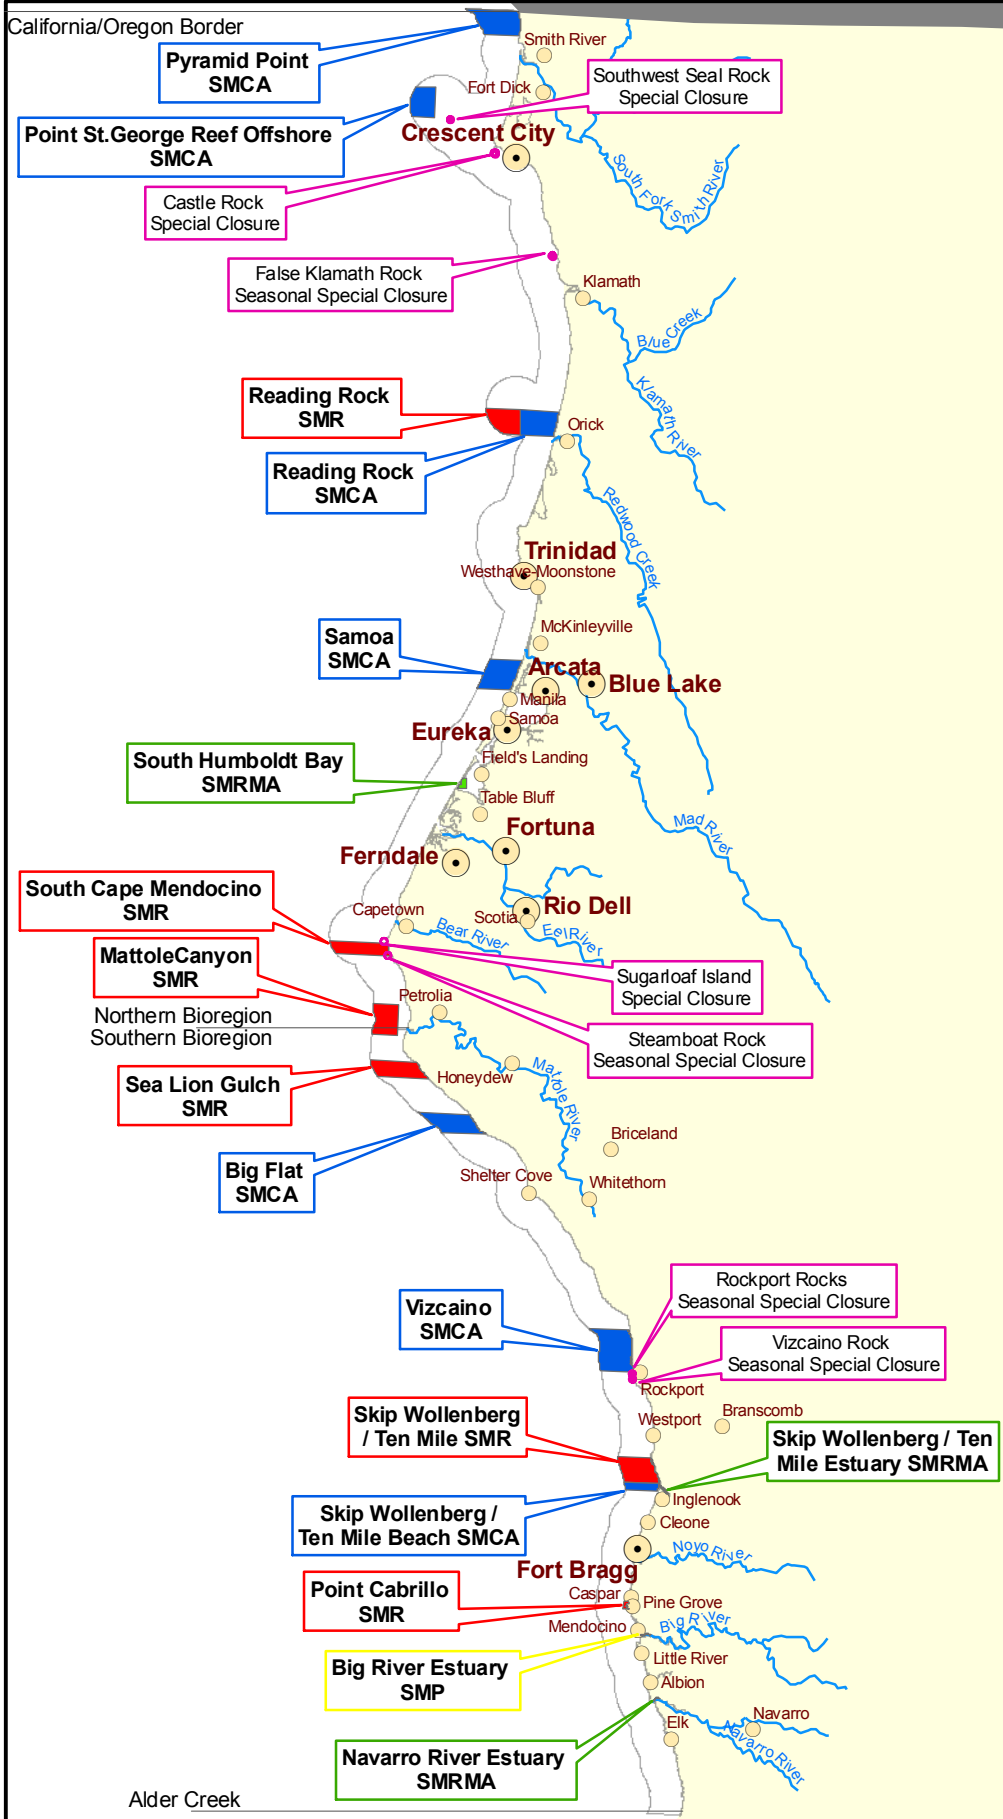 California/Oregon Border
Smith River
Pyramid Point
SMCA
Southwest Seal Rock
Special Closure
Fort Dick
Crescent City
Point St.George Reef Offshore
SMCA
South Fork Smith River
Castle Rock
Special Closure
False Klamath Rock
Seasonal Special Closure
Klamath
Blue Creek
Klamath River
Reading Rock
SMR
Orick
Reading Rock
SMCA
Redwood Creek
Trinidad
Westhave-Moonstone
McKinleyville
Samoa
SMCA
Arcata
Blue Lake
Manila
Samoa
Eureka
South Humboldt Bay
SMRMA
Field's Landing
Table Bluff
Mad River
Fortuna
Ferndale
South Cape Mendocino
SMR
Rio Dell
Capetown
Scotia
Bear River
Eel River
MattoleCanyon
SMR
Sugarloaf Island
Special Closure
Petrolia
Northern Bioregion
Southern Bioregion
Steamboat Rock
Seasonal Special Closure
Sea Lion Gulch
SMR
Honeydew
Mattole River
Briceland
Big Flat
SMCA
Shelter Cove
Whitethorn
Rockport Rocks
Seasonal Special Closure
Vizcaino
SMCA
Vizcaino Rock
Seasonal Special Closure
Rockport
Skip Wollenberg
/ Ten Mile SMR
Westport
Branscomb
Skip Wollenberg / Ten
Mile Estuary SMRMA
Inglenook
Skip Wollenberg /
Ten Mile Beach SMCA
Cleone
Noyo River
Fort Bragg
Point Cabrillo
SMR
Caspar
Pine Grove
Mendocino
Big River
Big River Estuary
SMP
Little River
Albion
Elk
Navarro
Navarro River
Navarro River Estuary
SMRMA
Alder Creek